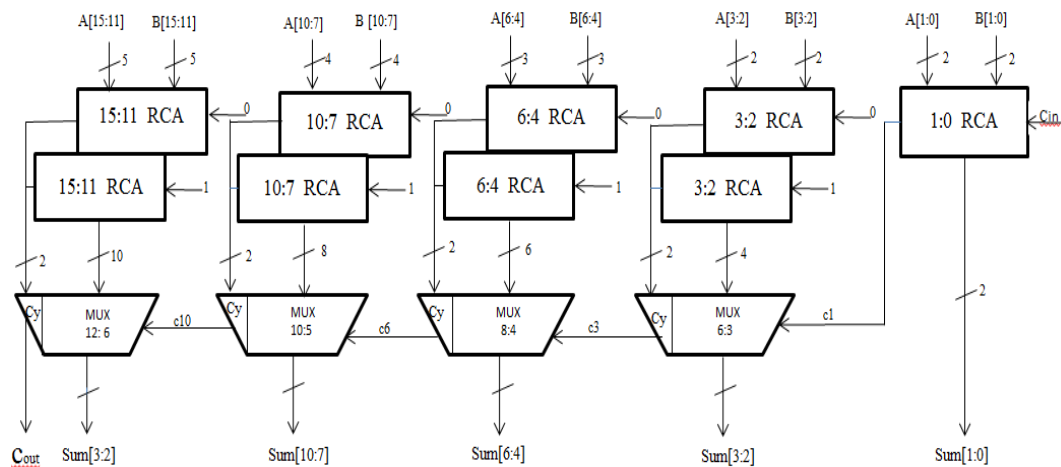 A[15:11] B[15:11] A[10:7] B [10:7] A[6:4] B[6:4] A[3:2] B[3:2] A[1:0] B[1:0]
5 5 4 4 3 3 2 2 2 2
15:11 RCA 0 10:7 RCA 0 6:4 RCA 0 3:2 RCA 0 1:0 RCA Cin
15:11 RCA 1 10:7 RCA 1 6:4 RCA 1 3:2 RCA 1
2 10 2 8 2 6 2 4 2
Cy MUX 12: 6 c10 Cy MUX 10:5 c6 Cy MUX 8:4 c3 Cy MUX 6:3 c1
Cout Sum[3:2] Sum[10:7] Sum[6:4] Sum[3:2] Sum[1:0]